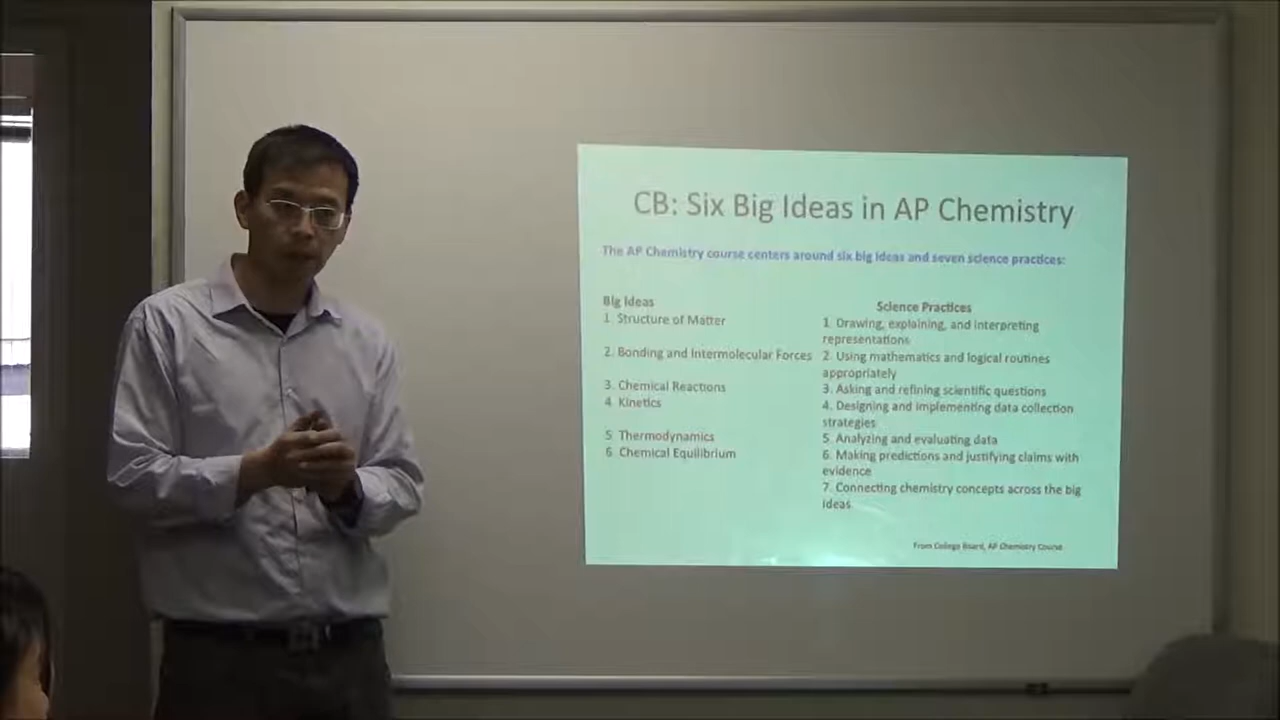 CB: Six Big Ideas in AP Chemistry
The AP Chemistry course centers around six big ideas and seven science practices:
Big Ideas
1. Structure of Matter
2. Bonding and Intermolecular Forces
3. Chemical Reactions
4. Kinetics
5. Thermodynamics
6. Chemical Equilibrium
Science Practices
1. Drawing, explaining, and interpreting
representations
2. Using mathematics and logical routines
appropriately
3. Asking and refining scientific questions
4. Designing and implementing data collection
strategies
5. Analyzing and evaluating data
6. Making predictions and justifying claims with
evidence
7. Connecting chemistry concepts across the big
ideas
From College Board, AP Chemistry Course